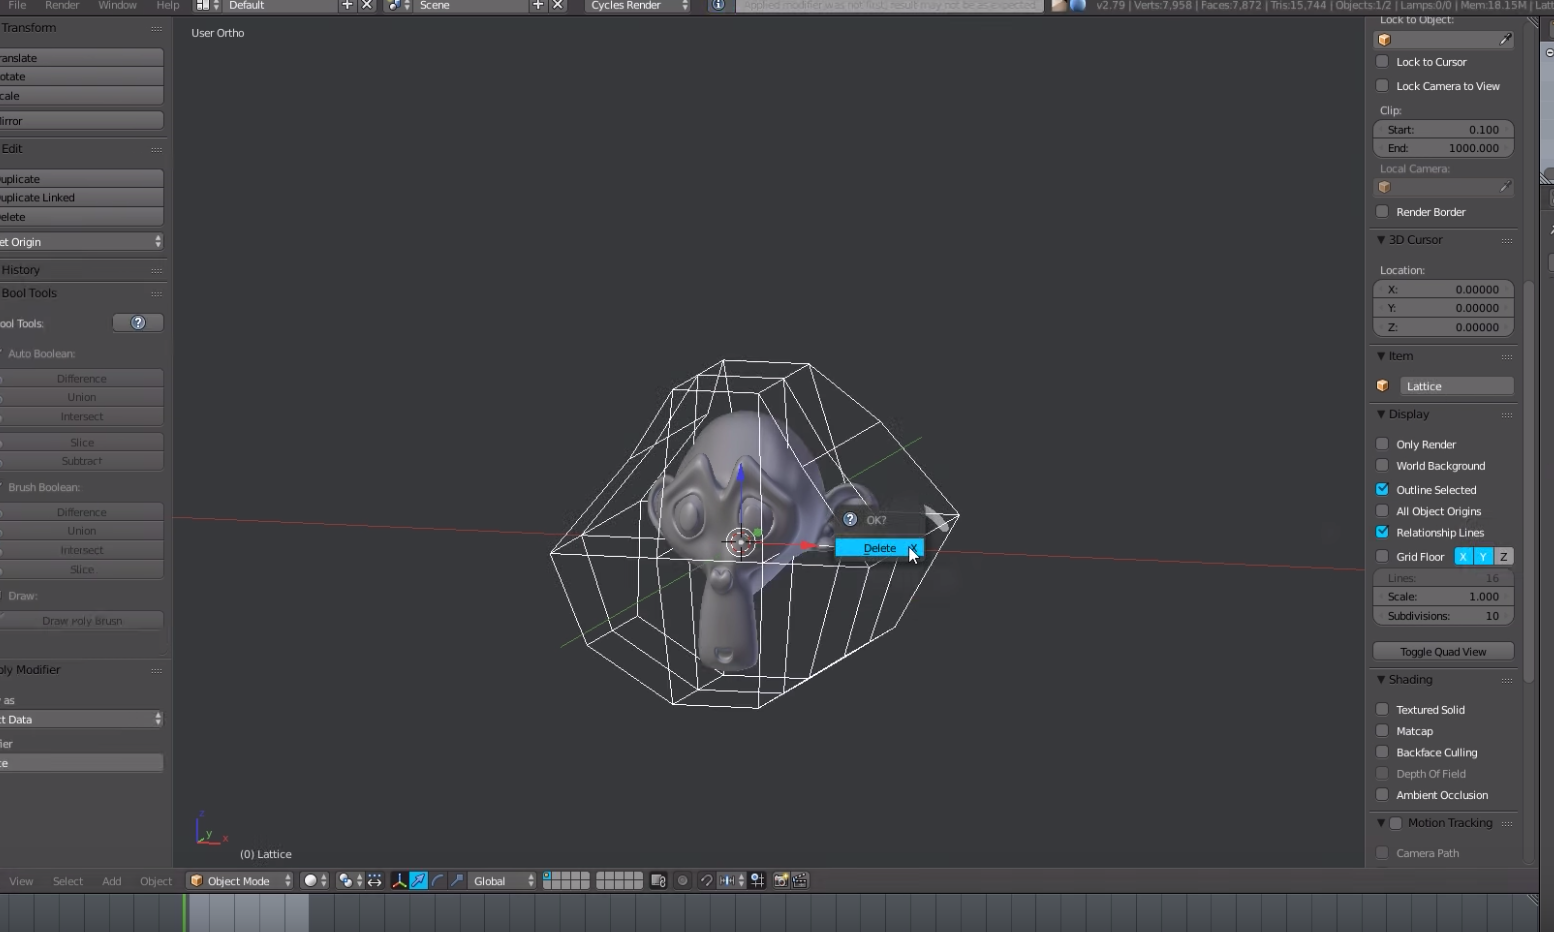 File Render Window Help Default Scene Cycles Render Applied modifier was not first, result may not be as expected v2.79 | Verts:7,958 | Faces:7,872 | Tris:15,744 | Objects:1/2 | Lamps:0/0 | Mem:18.15M | Latt
Transform
ranslate
otate
cale
irror
Edit
uplicate
uplicate Linked
elete
et Origin
History
Bool Tools
ool Tools:
Auto Boolean:
Difference
Union
Intersect
Slice
Subtract
Brush Boolean:
Difference
Union
Intersect
Slice
Draw:
Draw Poly Brush
ply Modifier
as
ct Data
ier
ce
User Ortho
OK?
Delete X
z
y
x
(0) Lattice
Lock to Object:
Lock to Cursor
Lock Camera to View
Clip:
Start: 0.100
End: 1000.000
Local Camera:
Render Border
3D Cursor
Location:
X: 0.00000
Y: 0.00000
Z: 0.00000
Item
Lattice
Display
Only Render
World Background
Outline Selected
All Object Origins
Relationship Lines
Grid Floor X Y Z
Lines: 16
Scale: 1.000
Subdivisions: 10
Toggle Quad View
Shading
Textured Solid
Matcap
Backface Culling
Depth Of Field
Ambient Occlusion
Motion Tracking
Camera Path
View Select Add Object Object Mode Global